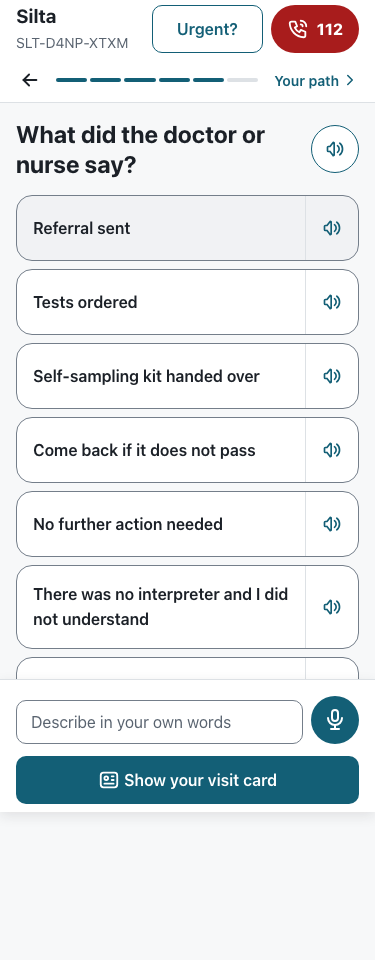 Silta
SLT-D4NP-XTXM
Urgent?
112
Your path
What did the doctor or
nurse say?
Referral sent
Tests ordered
Self-sampling kit handed over
Come back if it does not pass
No further action needed
There was no interpreter and I did
not understand
Describe in your own words
Show your visit card